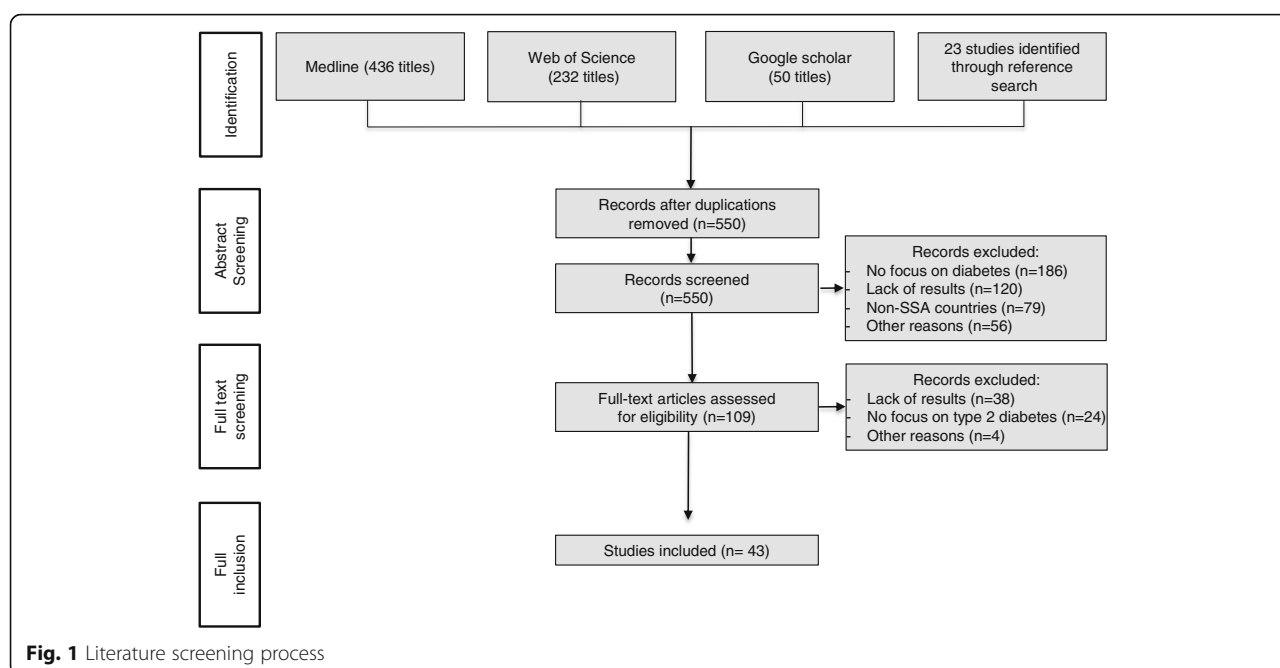 Identification
Medline (436 titles)
Web of Science
(232 titles)
Google scholar
(50 titles)
23 studies identified
through reference
search
Abstract
Screening
Records after duplications
removed (n=550)
Records screened
(n=550)
Records excluded:
- No focus on diabetes (n=186)
- Lack of results (n=120)
- Non-SSA countries (n=79)
- Other reasons (n=56)
Full text
screening
Full-text articles assessed
for eligibility (n=109)
Records excluded:
- Lack of results (n=38)
- No focus on type 2 diabetes (n=24)
- Other reasons (n=4)
Full
inclusion
Studies included (n= 43)
Fig. 1 Literature screening process